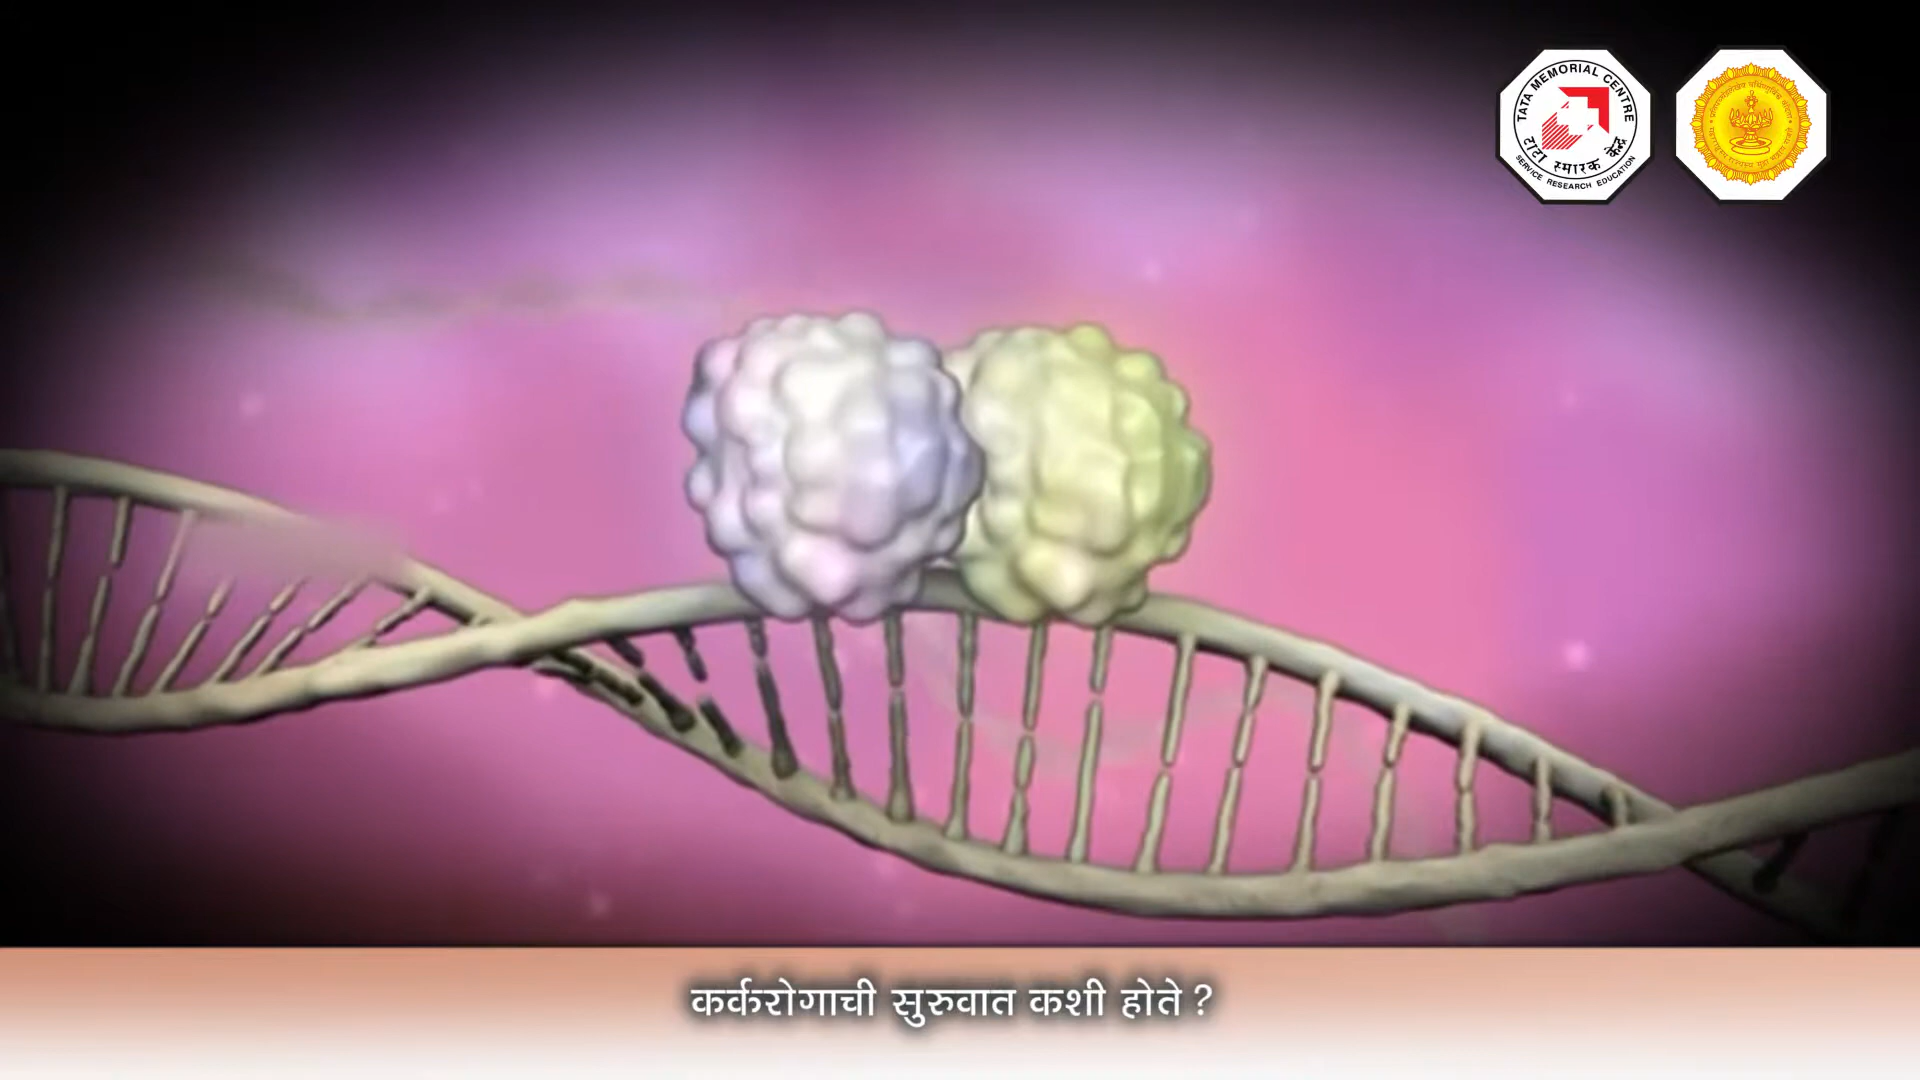 TATA MEMORIAL CENTRE
टाटा स्मारक केंद्र
SERVICE RESEARCH EDUCATION
कर्करोगाची सुरुवात कशी होते ?